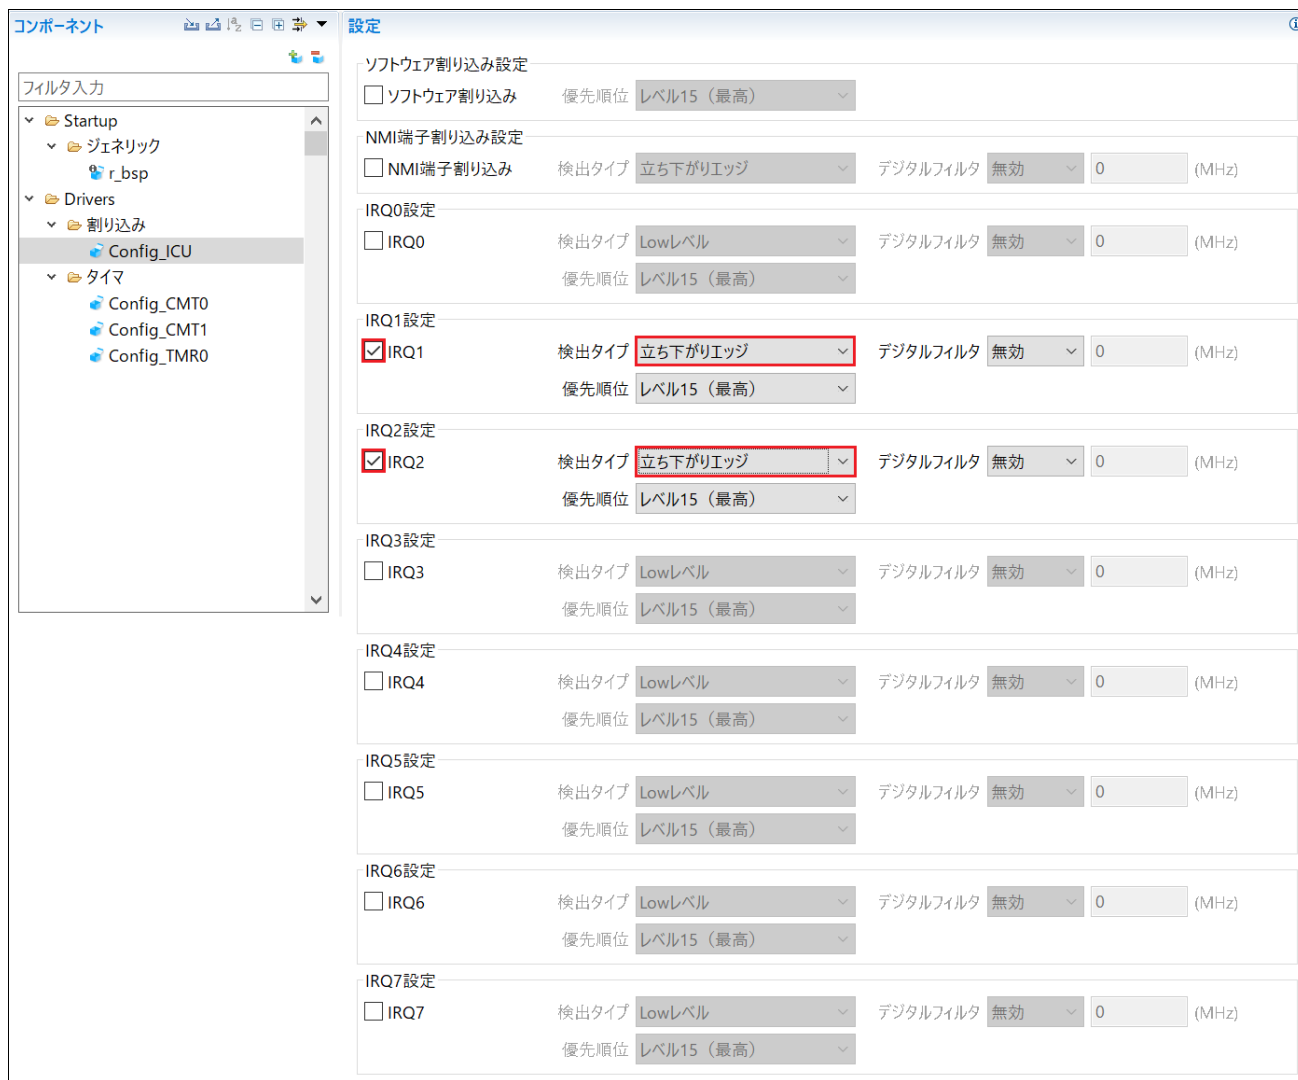 コンポーネント
フィルタ入力
Startup
ジェネリック
r_bsp
Drivers
割り込み
Config_ICU
タイマ
Config_CMT0
Config_CMT1
Config_TMR0
設定
ソフトウェア割り込み設定
ソフトウェア割り込み 優先順位 レベル15（最高）
NMI端子割り込み設定
NMI端子割り込み 検出タイプ 立ち下がりエッジ デジタルフィルタ 無効 0 (MHz)
IRQ0設定
IRQ0 検出タイプ Lowレベル デジタルフィルタ 無効 0 (MHz)
優先順位 レベル15（最高）
IRQ1設定
IRQ1 検出タイプ 立ち下がりエッジ デジタルフィルタ 無効 0 (MHz)
優先順位 レベル15（最高）
IRQ2設定
IRQ2 検出タイプ 立ち下がりエッジ デジタルフィルタ 無効 0 (MHz)
優先順位 レベル15（最高）
IRQ3設定
IRQ3 検出タイプ Lowレベル デジタルフィルタ 無効 0 (MHz)
優先順位 レベル15（最高）
IRQ4設定
IRQ4 検出タイプ Lowレベル デジタルフィルタ 無効 0 (MHz)
優先順位 レベル15（最高）
IRQ5設定
IRQ5 検出タイプ Lowレベル デジタルフィルタ 無効 0 (MHz)
優先順位 レベル15（最高）
IRQ6設定
IRQ6 検出タイプ Lowレベル デジタルフィルタ 無効 0 (MHz)
優先順位 レベル15（最高）
IRQ7設定
IRQ7 検出タイプ Lowレベル デジタルフィルタ 無効 0 (MHz)
優先順位 レベル15（最高）